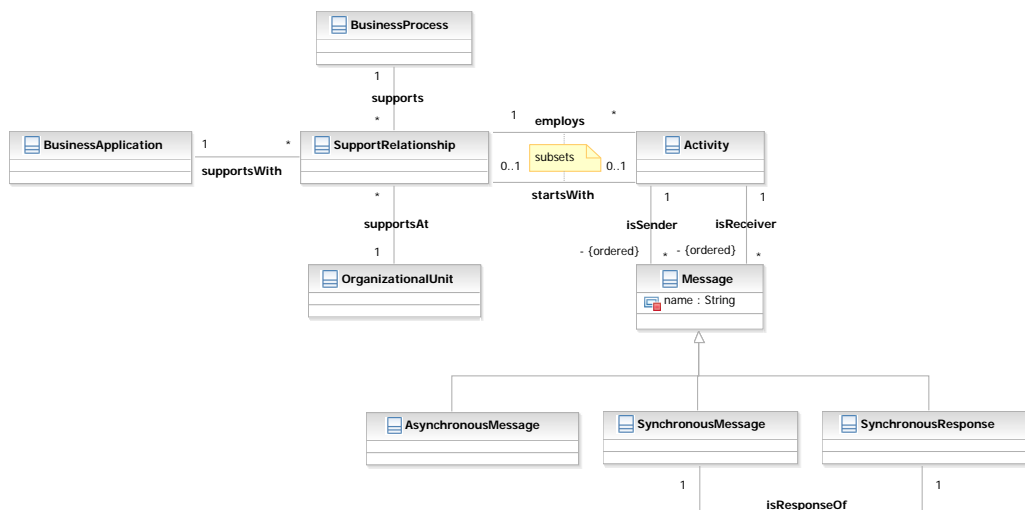 BusinessProcess
1
supports
*
1
employs
*
BusinessApplication
1
*
SupportRelationship
Activity
supportsWith
0..1
subsets
0..1
startsWith
*
1
1
supportsAt
isSender
isReceiver
1
- {ordered}
*
- {ordered}
*
OrganizationalUnit
Message
name : String
AsynchronousMessage
SynchronousMessage
SynchronousResponse
1
1
isResponseOf